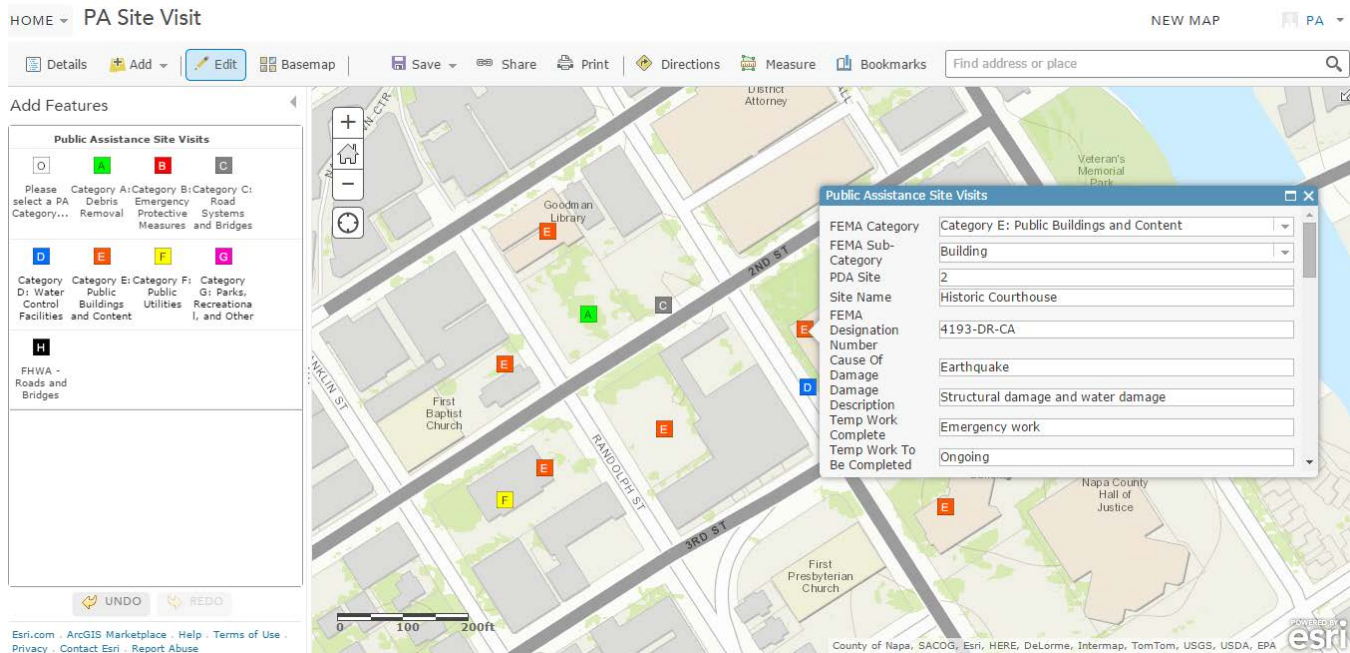 HOME PA Site Visit NEW MAP PA
Details Add Edit Basemap Save Share Print Directions Measure Bookmarks Find address or place
Add Features
Public Assistance Site Visits
O A B C
Please select a PA Category...
Category A: Debris Removal
Category B: Emergency Protective Measures
Category C: Road Systems and Bridges
D E F G
Category D: Water Control Facilities
Category E: Public Buildings and Content
Category F: Public Utilities
Category G: Parks, Recreationa l, and Other
H
FHWA - Roads and Bridges
UNDO REDO
Esri.com . ArcGIS Marketplace . Help . Terms of Use .
Privacy . Contact Esri . Report Abuse
+
−
District
Attorney
Veteran's
Memorial
Park
Goodman
Library
E
2ND ST
A
C
E
E
D
First
Baptist
Church
E
RANDOLPH ST
E
F
3RD ST
First
Presbyterian
Church
E
Napa County
Hall of
Justice
Public Assistance Site Visits
FEMA Category Category E: Public Buildings and Content
FEMA Sub-Category Building
PDA Site 2
Site Name Historic Courthouse
FEMA Designation Number 4193-DR-CA
Cause Of Damage Earthquake
Damage Description Structural damage and water damage
Temp Work Complete Emergency work
Temp Work To Be Completed Ongoing
E
0 100 200ft
County of Napa, SACOG, Esri, HERE, DeLorme, Intermap, TomTom, USGS, USDA, EPA
POWERED BY
esri